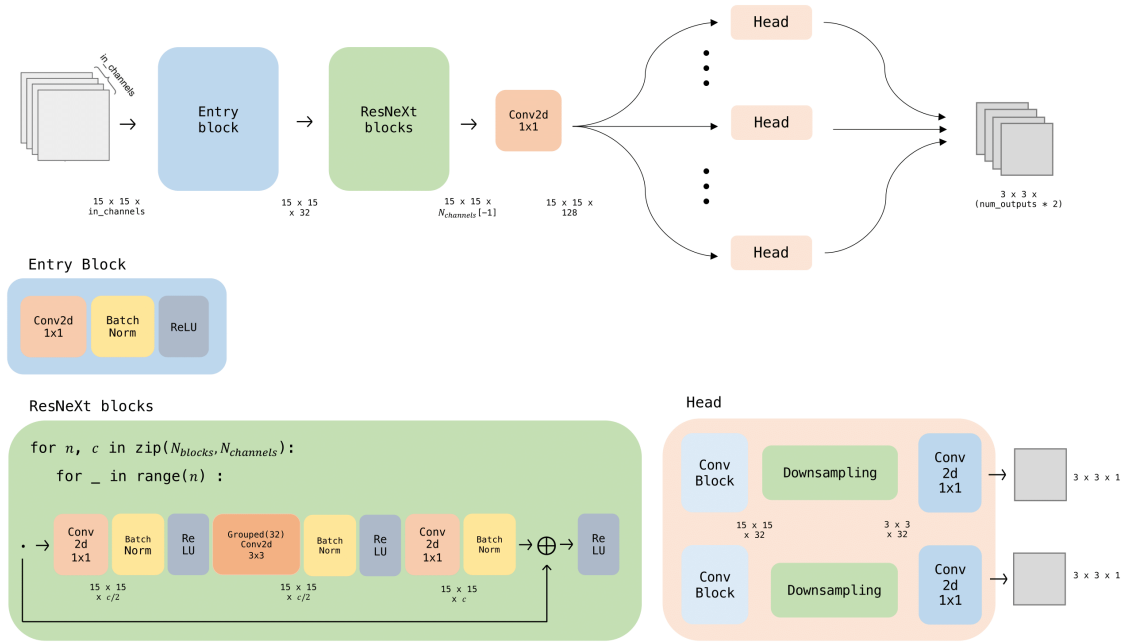 in_channels
Entry
block
ResNeXt
blocks
Conv2d
1x1
Head
Head
Head
15 x 15 x
in_channels
15 x 15
x 32
15 x 15 x
N_channels[-1]
15 x 15 x
128
3 x 3 x
(num_outputs * 2)
Entry Block
Conv2d
1x1
Batch
Norm
ReLU
ResNeXt blocks
for n, c in zip(N_blocks,N_channels):
for _ in range(n) :
Conv
2d
1x1
Batch
Norm
Re
LU
Grouped(32)
Conv2d
3x3
Batch
Norm
Re
LU
Conv
2d
1x1
Batch
Norm
Re
LU
15 x 15
x c/2
15 x 15
x c/2
15 x 15
x c
Head
Conv
Block
Downsampling
Conv
2d
1x1
3 x 3 x 1
15 x 15
x 32
3 x 3
x 32
Conv
Block
Downsampling
Conv
2d
1x1
3 x 3 x 1